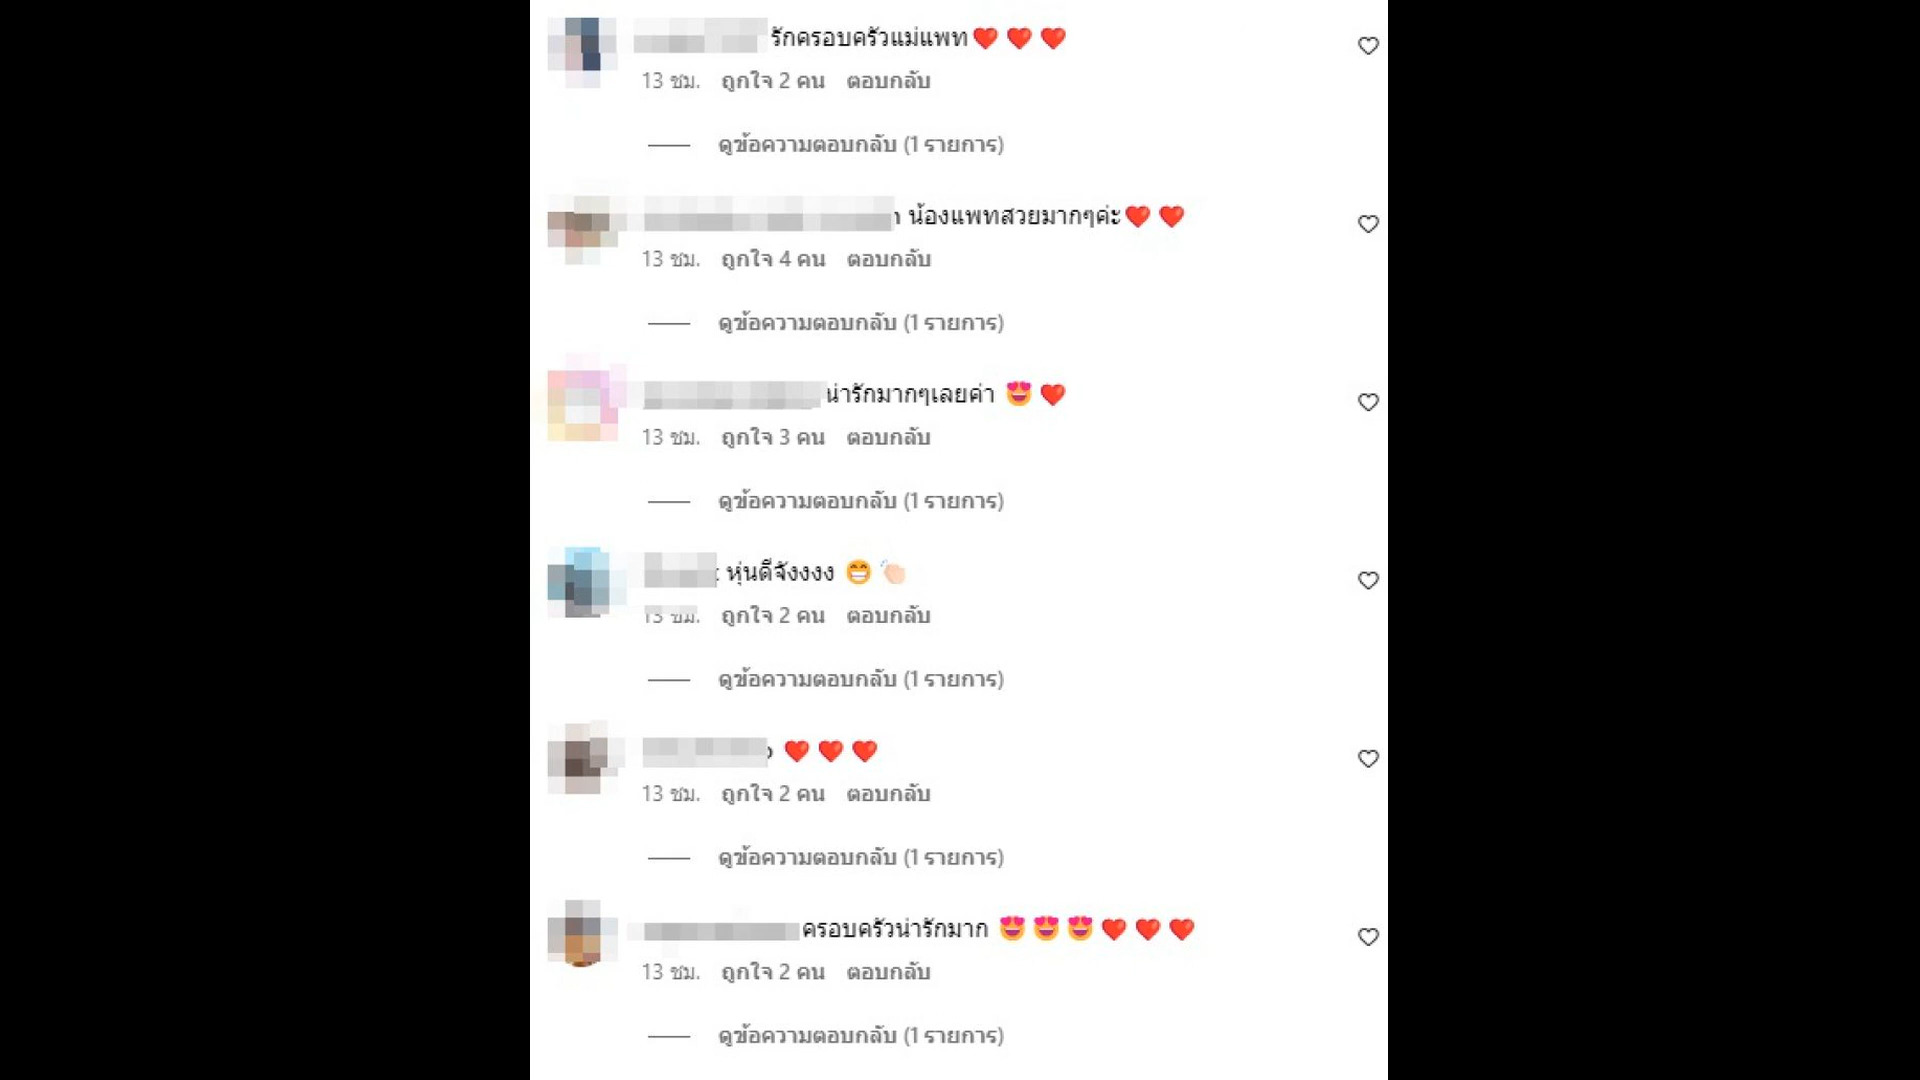 รักครอบครัวแม่แพท❤️❤️❤️
13 ชม. ถูกใจ 2 คน ตอบกลับ
ดูข้อความตอบกลับ (1 รายการ)
น้องแพทสวยมากๆค่ะ❤️❤️
13 ชม. ถูกใจ 4 คน ตอบกลับ
ดูข้อความตอบกลับ (1 รายการ)
น่ารักมากๆเลยค่า 😍❤️
13 ชม. ถูกใจ 3 คน ตอบกลับ
ดูข้อความตอบกลับ (1 รายการ)
หุ่นดีจังงงง 😁👏🏻
13 ชม. ถูกใจ 2 คน ตอบกลับ
ดูข้อความตอบกลับ (1 รายการ)
❤️❤️❤️
13 ชม. ถูกใจ 2 คน ตอบกลับ
ดูข้อความตอบกลับ (1 รายการ)
ครอบครัวน่ารักมาก 😍😍😍❤️❤️❤️
13 ชม. ถูกใจ 2 คน ตอบกลับ
ดูข้อความตอบกลับ (1 รายการ)